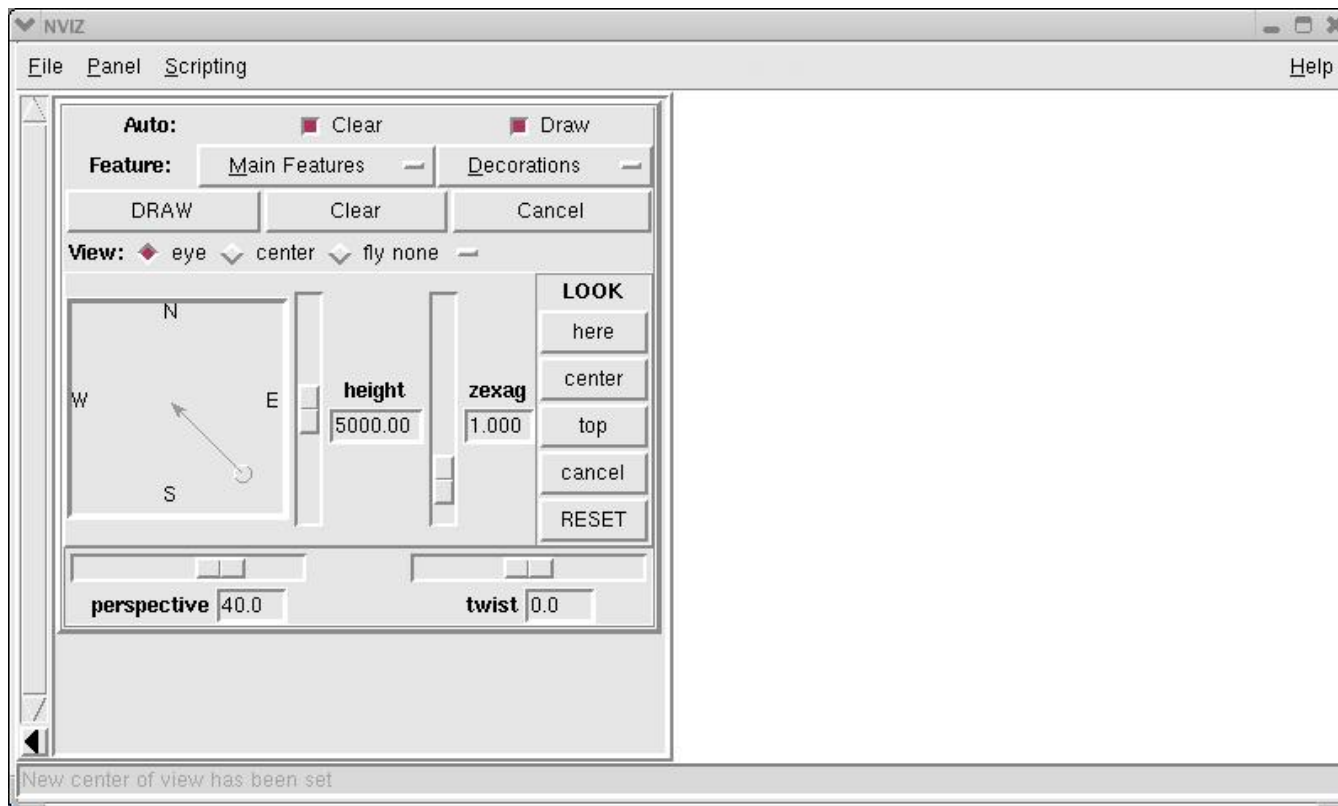 NVIZ
File Panel Scripting Help
Auto: Clear Draw
Feature: Main Features Decorations
DRAW Clear Cancel
View: eye center fly none
LOOK
N
here
W E
height zexag
center
5000.00 1.000
top
S
cancel
RESET
perspective 40.0 twist 0.0
New center of view has been set